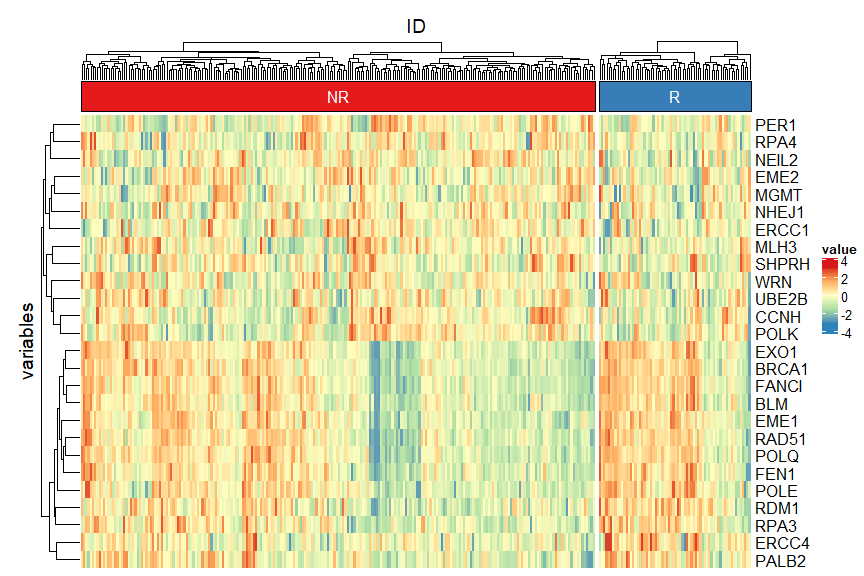 ID
NR
R
variables
PER1
RPA4
NEIL2
EME2
MGMT
NHEJ1
ERCC1
MLH3
SHPRH
WRN
UBE2B
CCNH
POLK
EXO1
BRCA1
FANCI
BLM
EME1
RAD51
POLQ
FEN1
POLE
RDM1
RPA3
ERCC4
PALB2
value
4
2
0
-2
-4